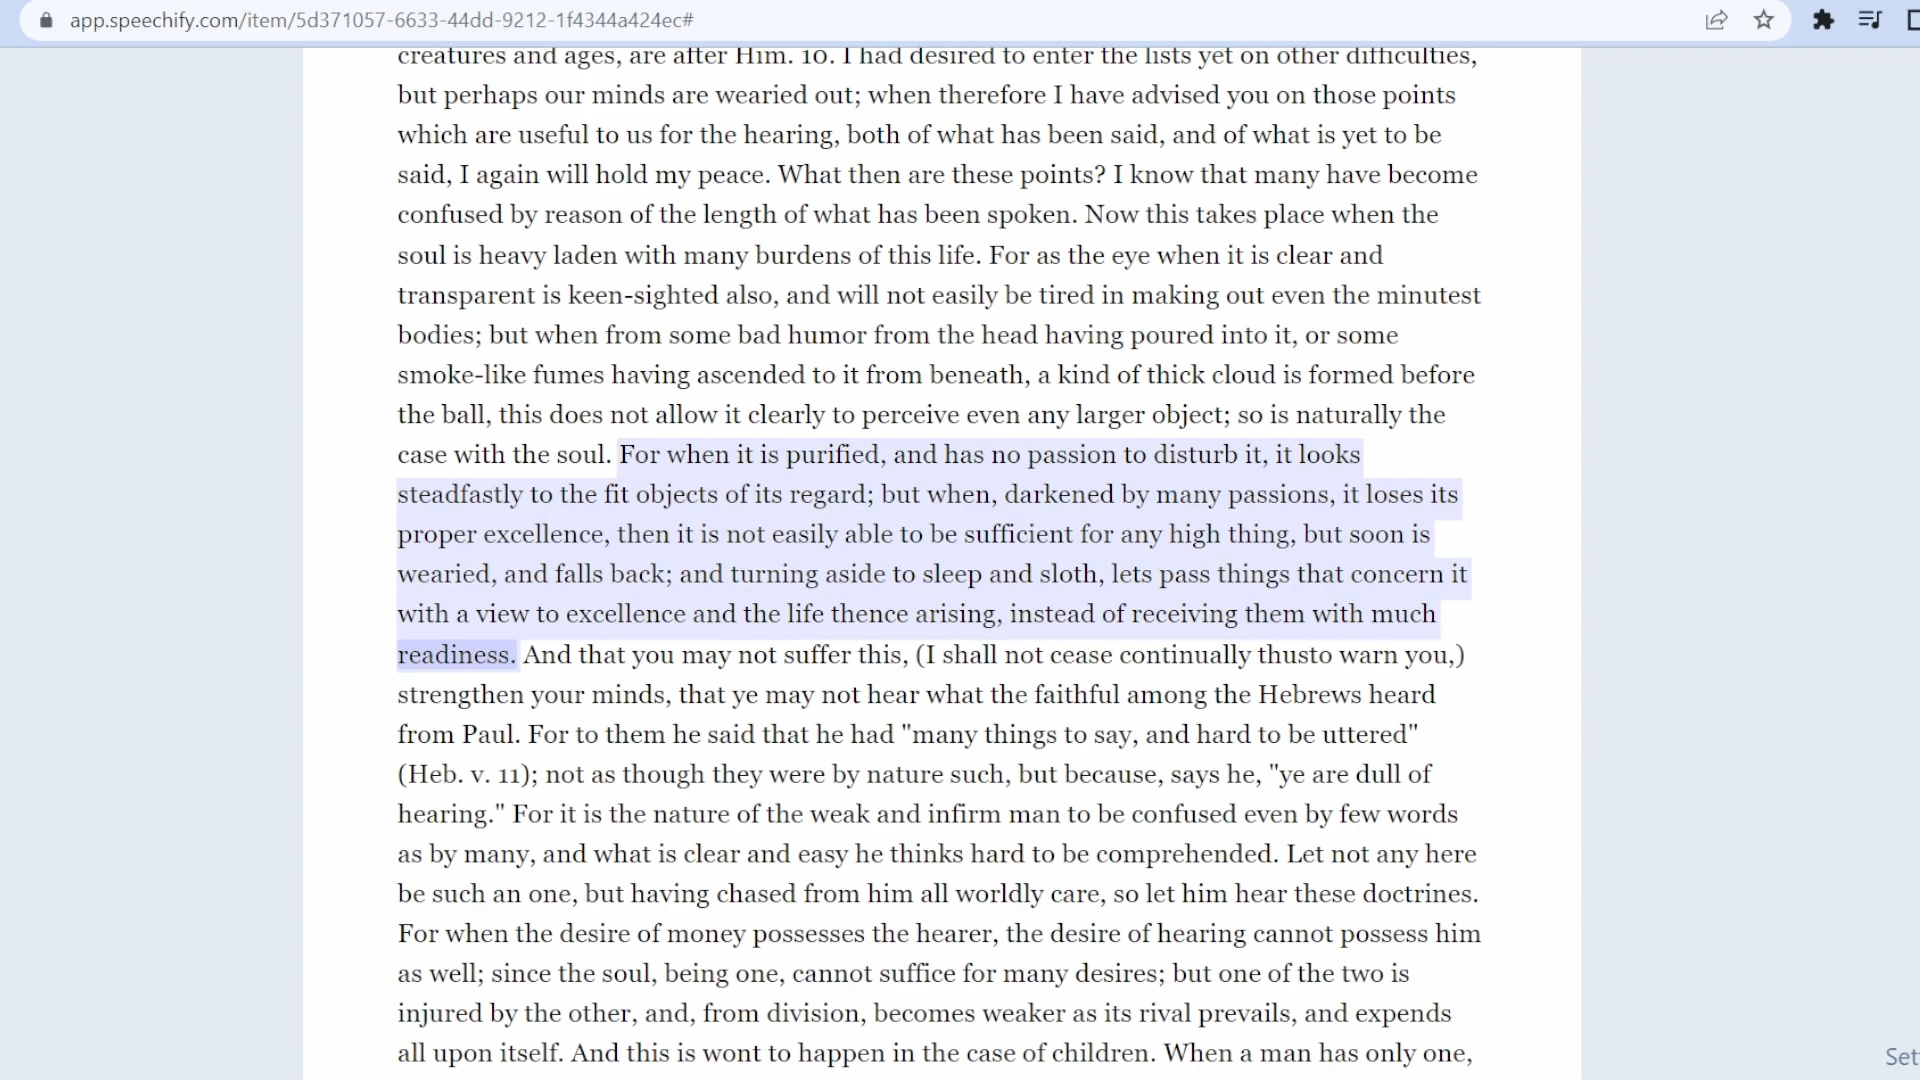 app.speechify.com/item/5d371057-6633-44dd-9212-1f4344a424ec#
creatures and ages, are after Him. 10. I had desired to enter the lists yet on other difficulties,
but perhaps our minds are wearied out; when therefore I have advised you on those points
which are useful to us for the hearing, both of what has been said, and of what is yet to be
said, I again will hold my peace. What then are these points? I know that many have become
confused by reason of the length of what has been spoken. Now this takes place when the
soul is heavy laden with many burdens of this life. For as the eye when it is clear and
transparent is keen-sighted also, and will not easily be tired in making out even the minutest
bodies; but when from some bad humor from the head having poured into it, or some
smoke-like fumes having ascended to it from beneath, a kind of thick cloud is formed before
the ball, this does not allow it clearly to perceive even any larger object; so is naturally the
case with the soul. For when it is purified, and has no passion to disturb it, it looks
steadfastly to the fit objects of its regard; but when, darkened by many passions, it loses its
proper excellence, then it is not easily able to be sufficient for any high thing, but soon is
wearied, and falls back; and turning aside to sleep and sloth, lets pass things that concern it
with a view to excellence and the life thence arising, instead of receiving them with much
readiness. And that you may not suffer this, (I shall not cease continually thusto warn you,)
strengthen your minds, that ye may not hear what the faithful among the Hebrews heard
from Paul. For to them he said that he had "many things to say, and hard to be uttered"
(Heb. v. 11); not as though they were by nature such, but because, says he, "ye are dull of
hearing." For it is the nature of the weak and infirm man to be confused even by few words
as by many, and what is clear and easy he thinks hard to be comprehended. Let not any here
be such an one, but having chased from him all worldly care, so let him hear these doctrines.
For when the desire of money possesses the hearer, the desire of hearing cannot possess him
as well; since the soul, being one, cannot suffice for many desires; but one of the two is
injured by the other, and, from division, becomes weaker as its rival prevails, and expends
all upon itself. And this is wont to happen in the case of children. When a man has only one,